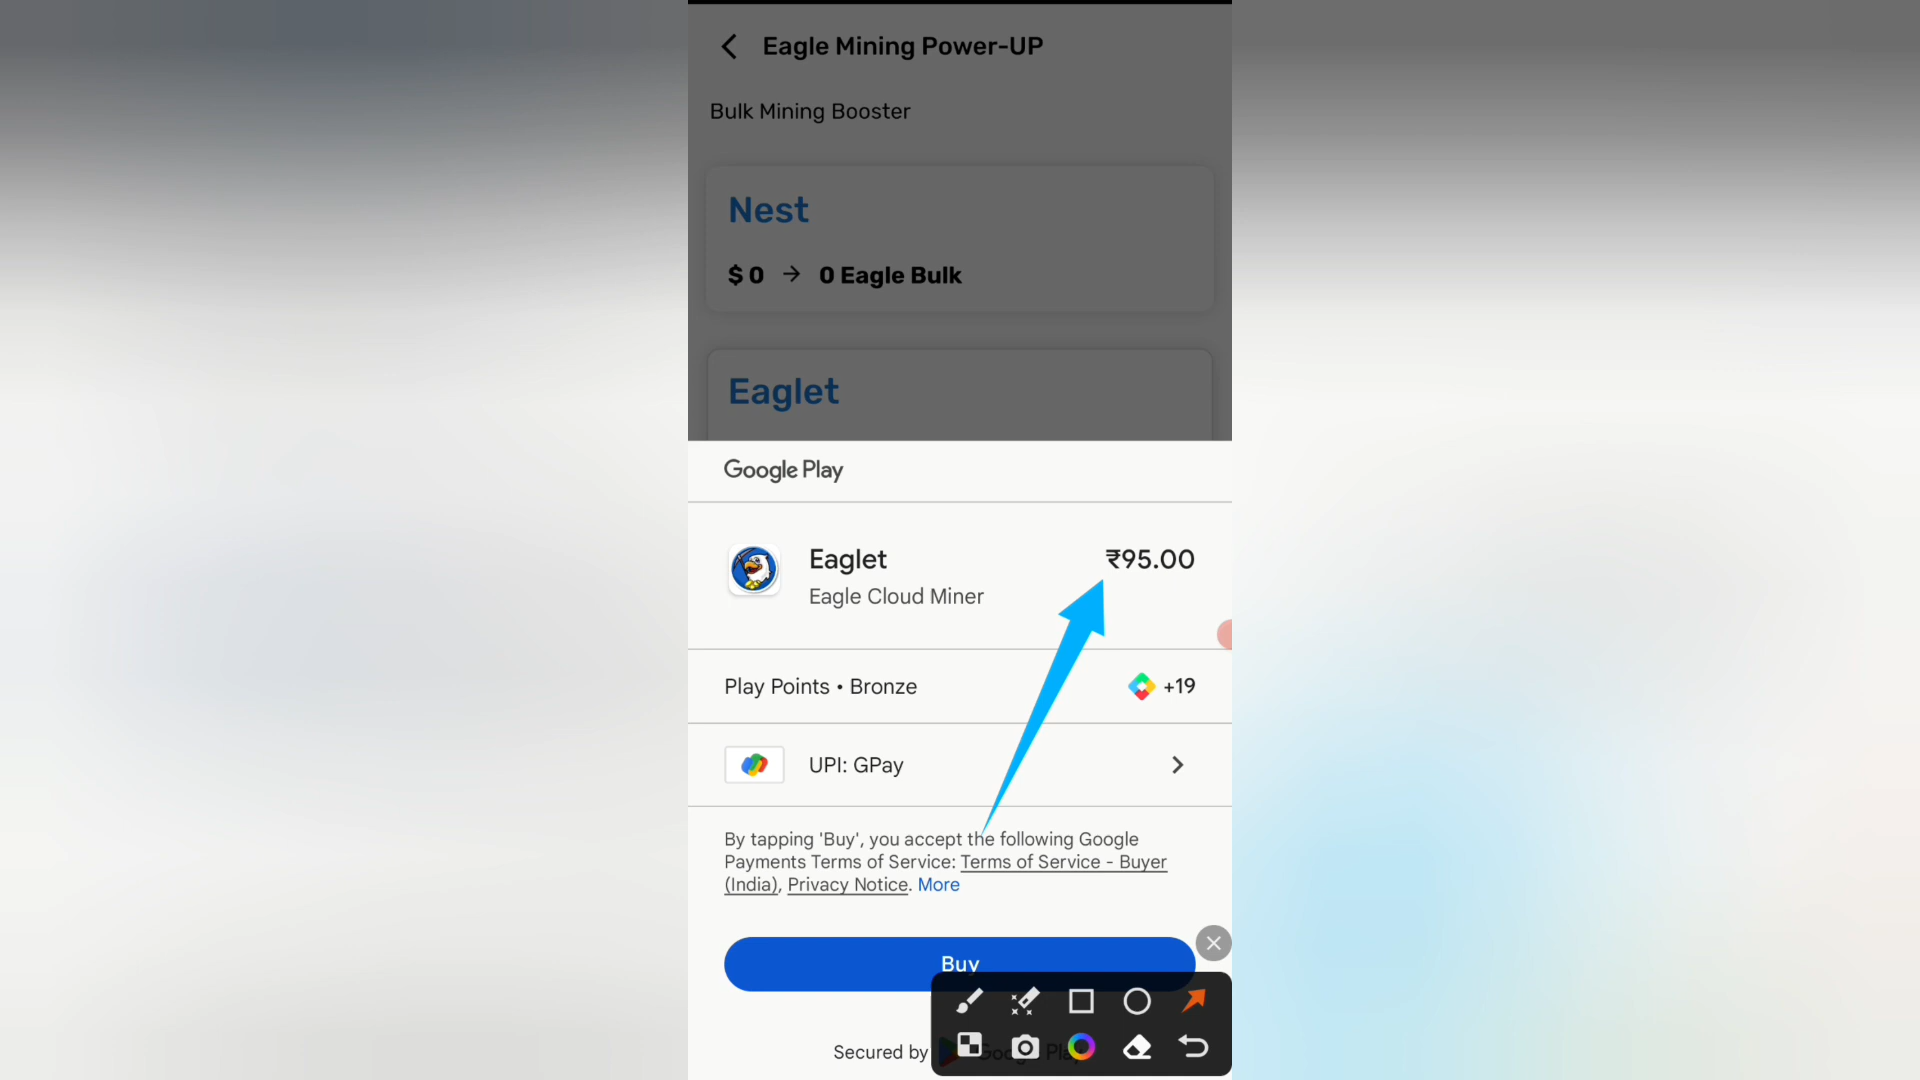 Eagle Mining Power-UP
Bulk Mining Booster
Nest
$ 0 → 0 Eagle Bulk
Eaglet
Google Play
Eaglet ₹95.00
Eagle Cloud Miner
Play Points • Bronze +19
UPI: GPay
By tapping 'Buy', you accept the following Google
Payments Terms of Service: Terms of Service - Buyer
(India), Privacy Notice. More
Buy
Secured by Google Play